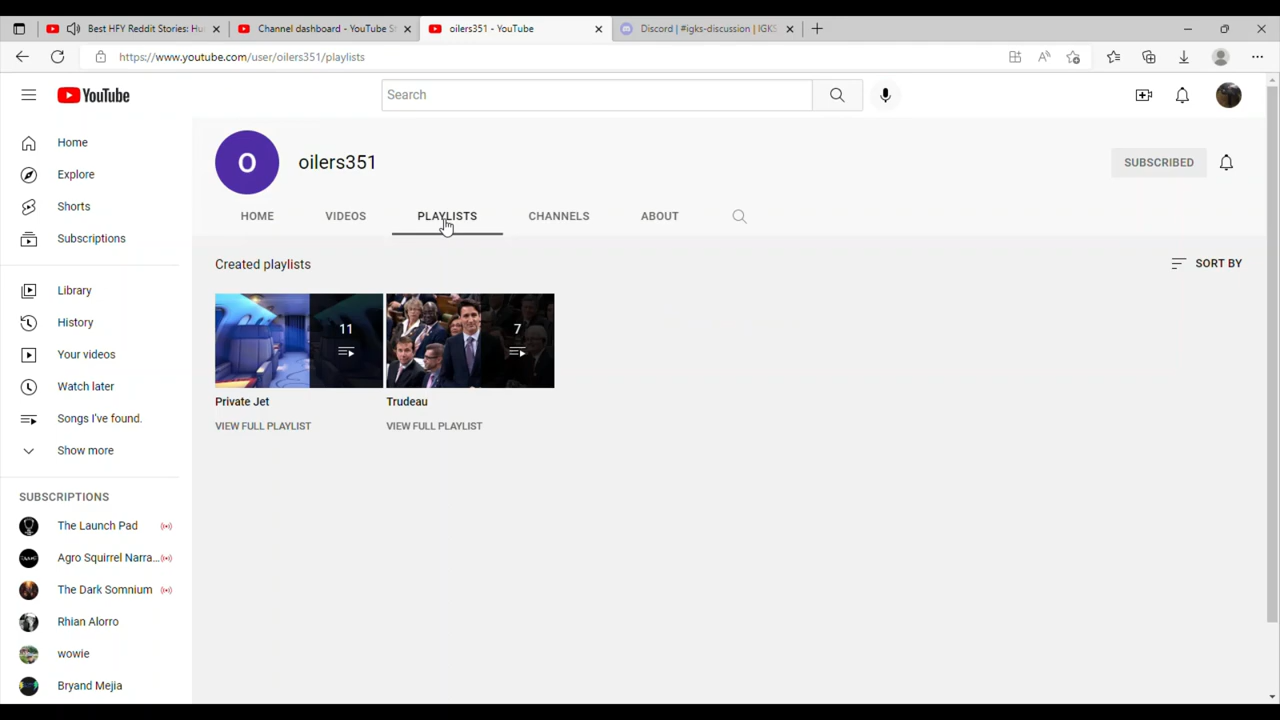 Best HFY Reddit Stories: Hu
Channel dashboard - YouTube S
oilers351 - YouTube
Discord | #igks-discussion | IGKS
https://www.youtube.com/user/oilers351/playlists
YouTube
Search
Home
Explore
Shorts
Subscriptions
Library
History
Your videos
Watch later
Songs I've found.
Show more
SUBSCRIPTIONS
The Launch Pad
Agro Squirrel Narra...
The Dark Somnium
Rhian Alorro
wowie
Bryand Mejia
O
oilers351
SUBSCRIBED
HOME
VIDEOS
PLAYLISTS
CHANNELS
ABOUT
Created playlists
SORT BY
11
7
Private Jet
Trudeau
VIEW FULL PLAYLIST
VIEW FULL PLAYLIST